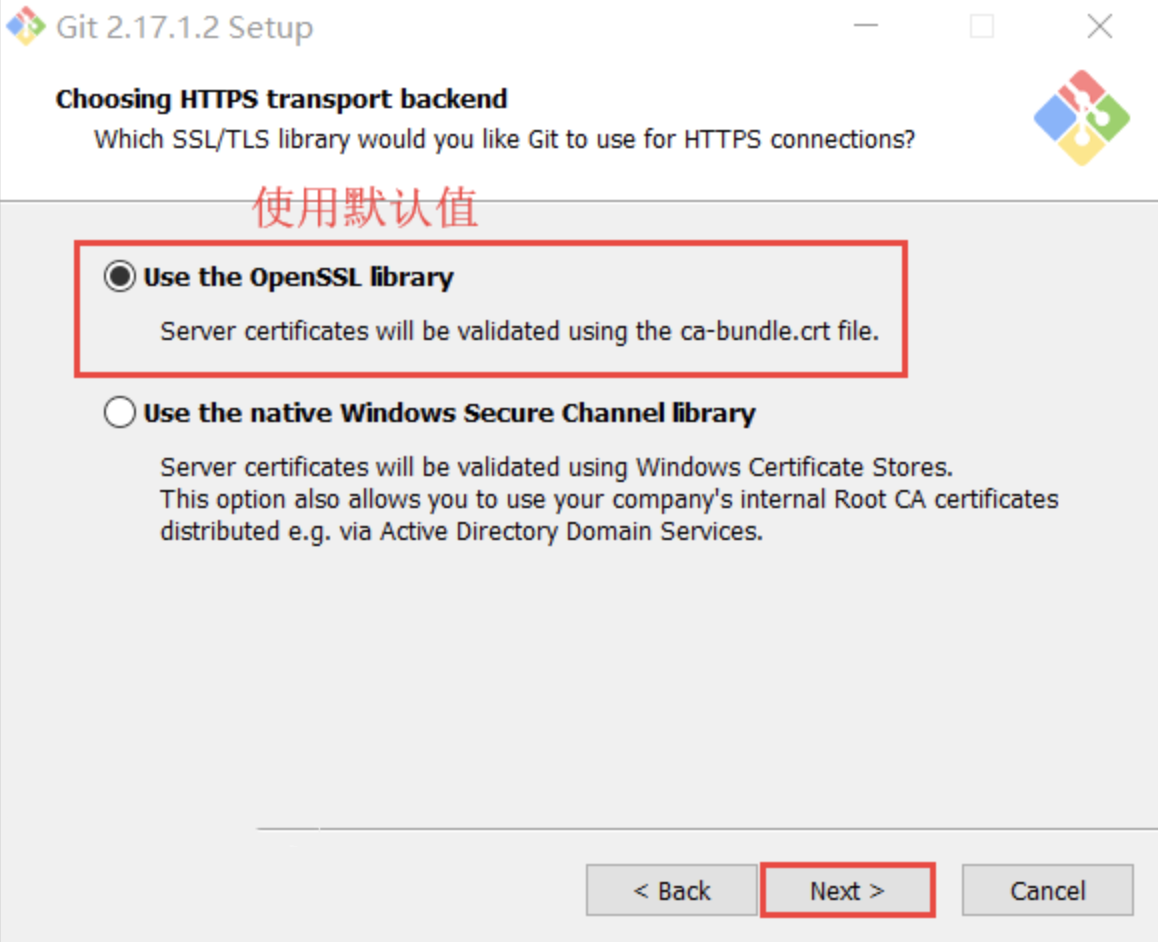 Git 2.17.1.2 Setup
Choosing HTTPS transport backend
Which SSL/TLS library would you like Git to use for HTTPS connections?
使用默认值
Use the OpenSSL library
Server certificates will be validated using the ca-bundle.crt file.
Use the native Windows Secure Channel library
Server certificates will be validated using Windows Certificate Stores.
This option also allows you to use your company's internal Root CA certificates
distributed e.g. via Active Directory Domain Services.
< Back Next > Cancel